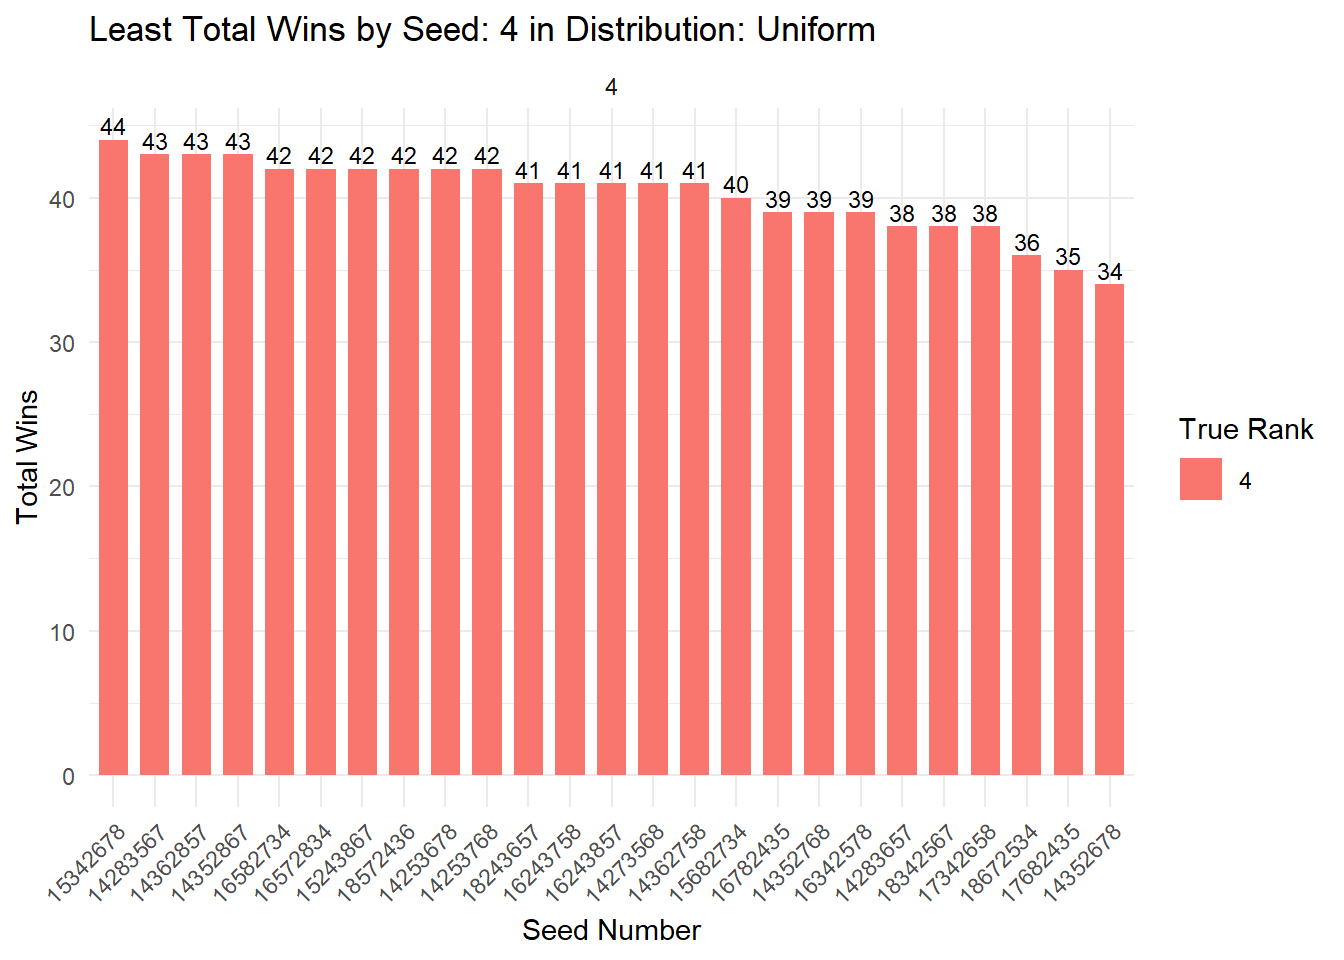 Least Total Wins by Seed: 4 in Distribution: Uniform
4
44 43 43 43 42 42 42 42 42 42 41 41 41 41 41 40 39 39 39 38 38 38 36 35 34
40
30
20
10
0
Total Wins
15342678 14283567 14362857 14352867 16582734 16572834 15243867 18572436 14253678 14253768 18243657 16243758 16243857 14273568 14362758 15682734 16782435 14352768 16342578 14283657 18342567 17342658 18672534 17682435 14352678
Seed Number
True Rank
4